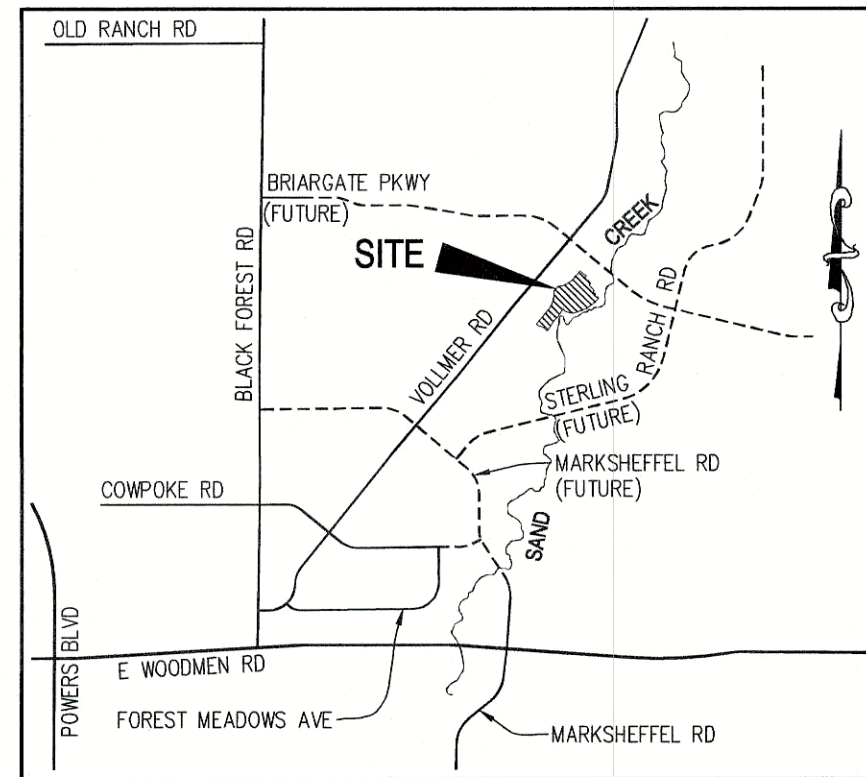 OLD RANCH RD
BRIARGATE PKWY
(FUTURE)
SITE
CREEK
BLACK FOREST RD
VOLLMER RD
RANCH RD
STERLING
(FUTURE)
MARKSHEFFEL RD
(FUTURE)
COWPOKE RD
SAND
POWERS BLVD
E WOODMEN RD
FOREST MEADOWS AVE
MARKSHEFFEL RD